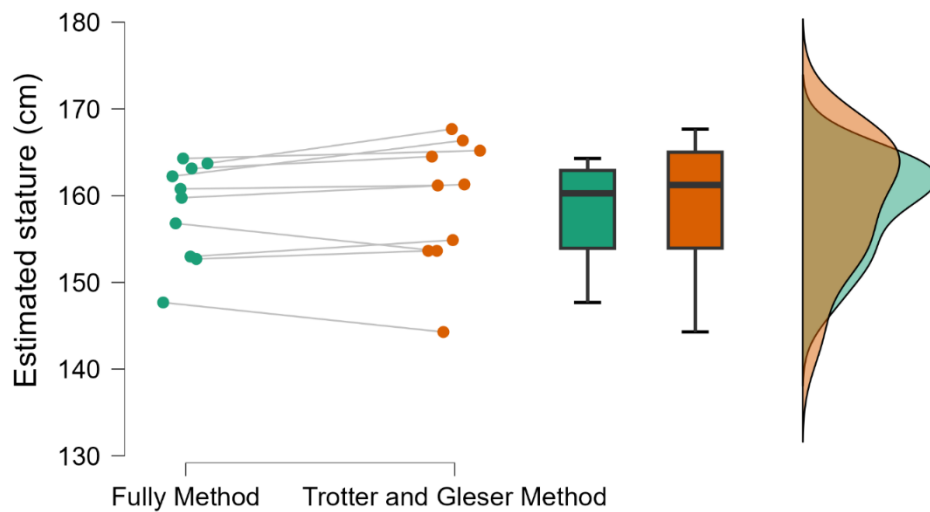 Estimated stature (cm)
180
170
160
150
140
130
Fully Method
Trotter and Gleser Method